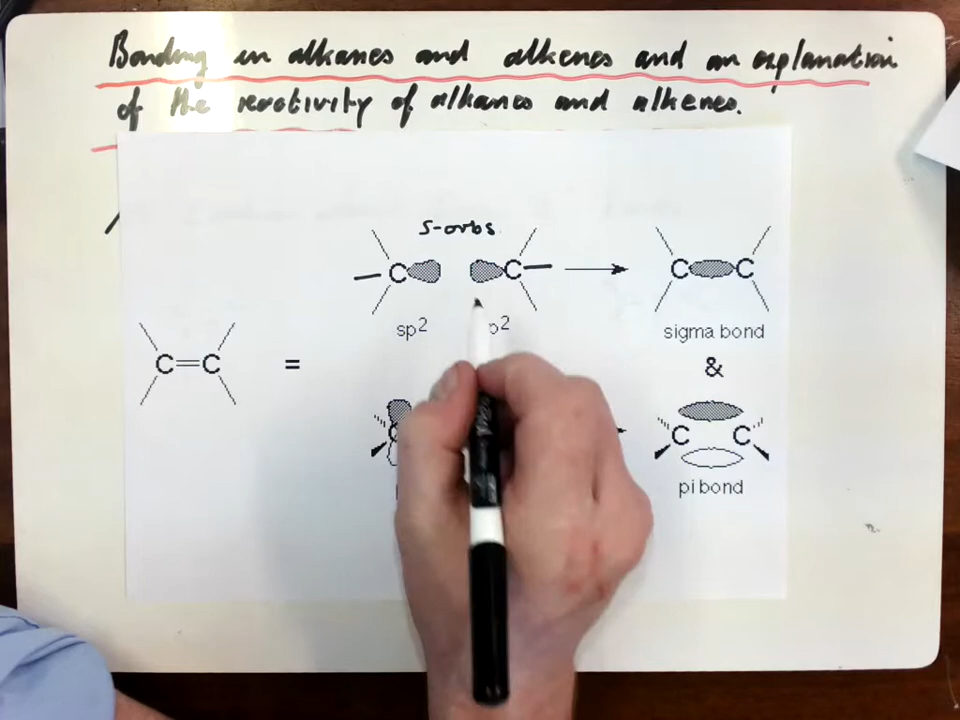 Bonding in alkanes and alkenes and an explanation
of the reactivity of alkanes and alkenes.
S-orbs
C C C C
sp2 sigma bond
C=C = &
C C C
pi bond